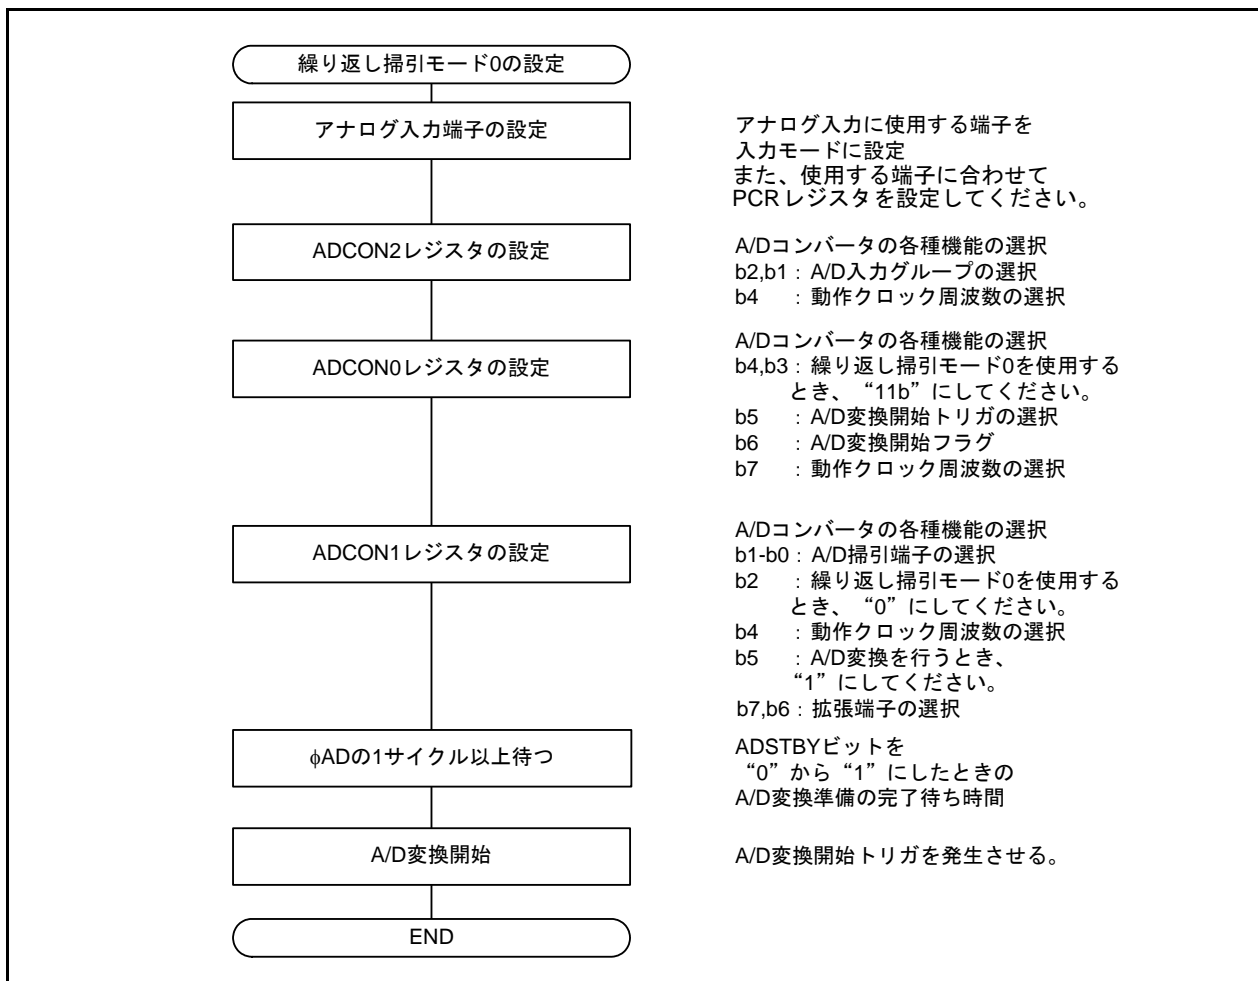 繰り返し掃引モード0の設定
アナログ入力端子の設定
アナログ入力に使用する端子を
入力モードに設定
また、使用する端子に合わせて
PCRレジスタを設定してください。
ADCON2レジスタの設定
A/Dコンバータの各種機能の選択
b2,b1 : A/D入力グループの選択
b4 : 動作クロック周波数の選択
ADCON0レジスタの設定
A/Dコンバータの各種機能の選択
b4,b3 : 繰り返し掃引モード0を使用する
とき、“11b”にしてください。
b5 : A/D変換開始トリガの選択
b6 : A/D変換開始フラグ
b7 : 動作クロック周波数の選択
ADCON1レジスタの設定
A/Dコンバータの各種機能の選択
b1-b0 : A/D掃引端子の選択
b2 : 繰り返し掃引モード0を使用する
とき、“0”にしてください。
b4 : 動作クロック周波数の選択
b5 : A/D変換を行うとき、
“1”にしてください。
b7,b6 : 拡張端子の選択
φADの1サイクル以上待つ
ADSTBYビットを
“0”から“1”にしたときの
A/D変換準備の完了待ち時間
A/D変換開始
A/D変換開始トリガを発生させる。
END